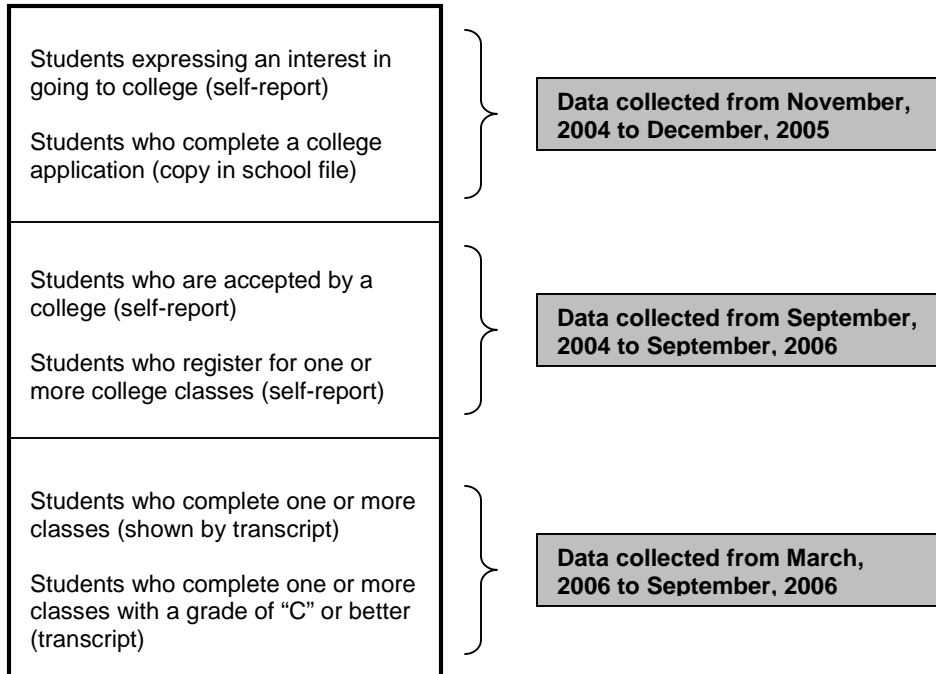 Students expressing an interest in
going to college (self-report)
Students who complete a college
application (copy in school file)
Data collected from November,
2004 to December, 2005
Students who are accepted by a
college (self-report)
Students who register for one or
more college classes (self-report)
Data collected from September,
2004 to September, 2006
Students who complete one or more
classes (shown by transcript)
Students who complete one or more
classes with a grade of “C” or better
(transcript)
Data collected from March,
2006 to September, 2006